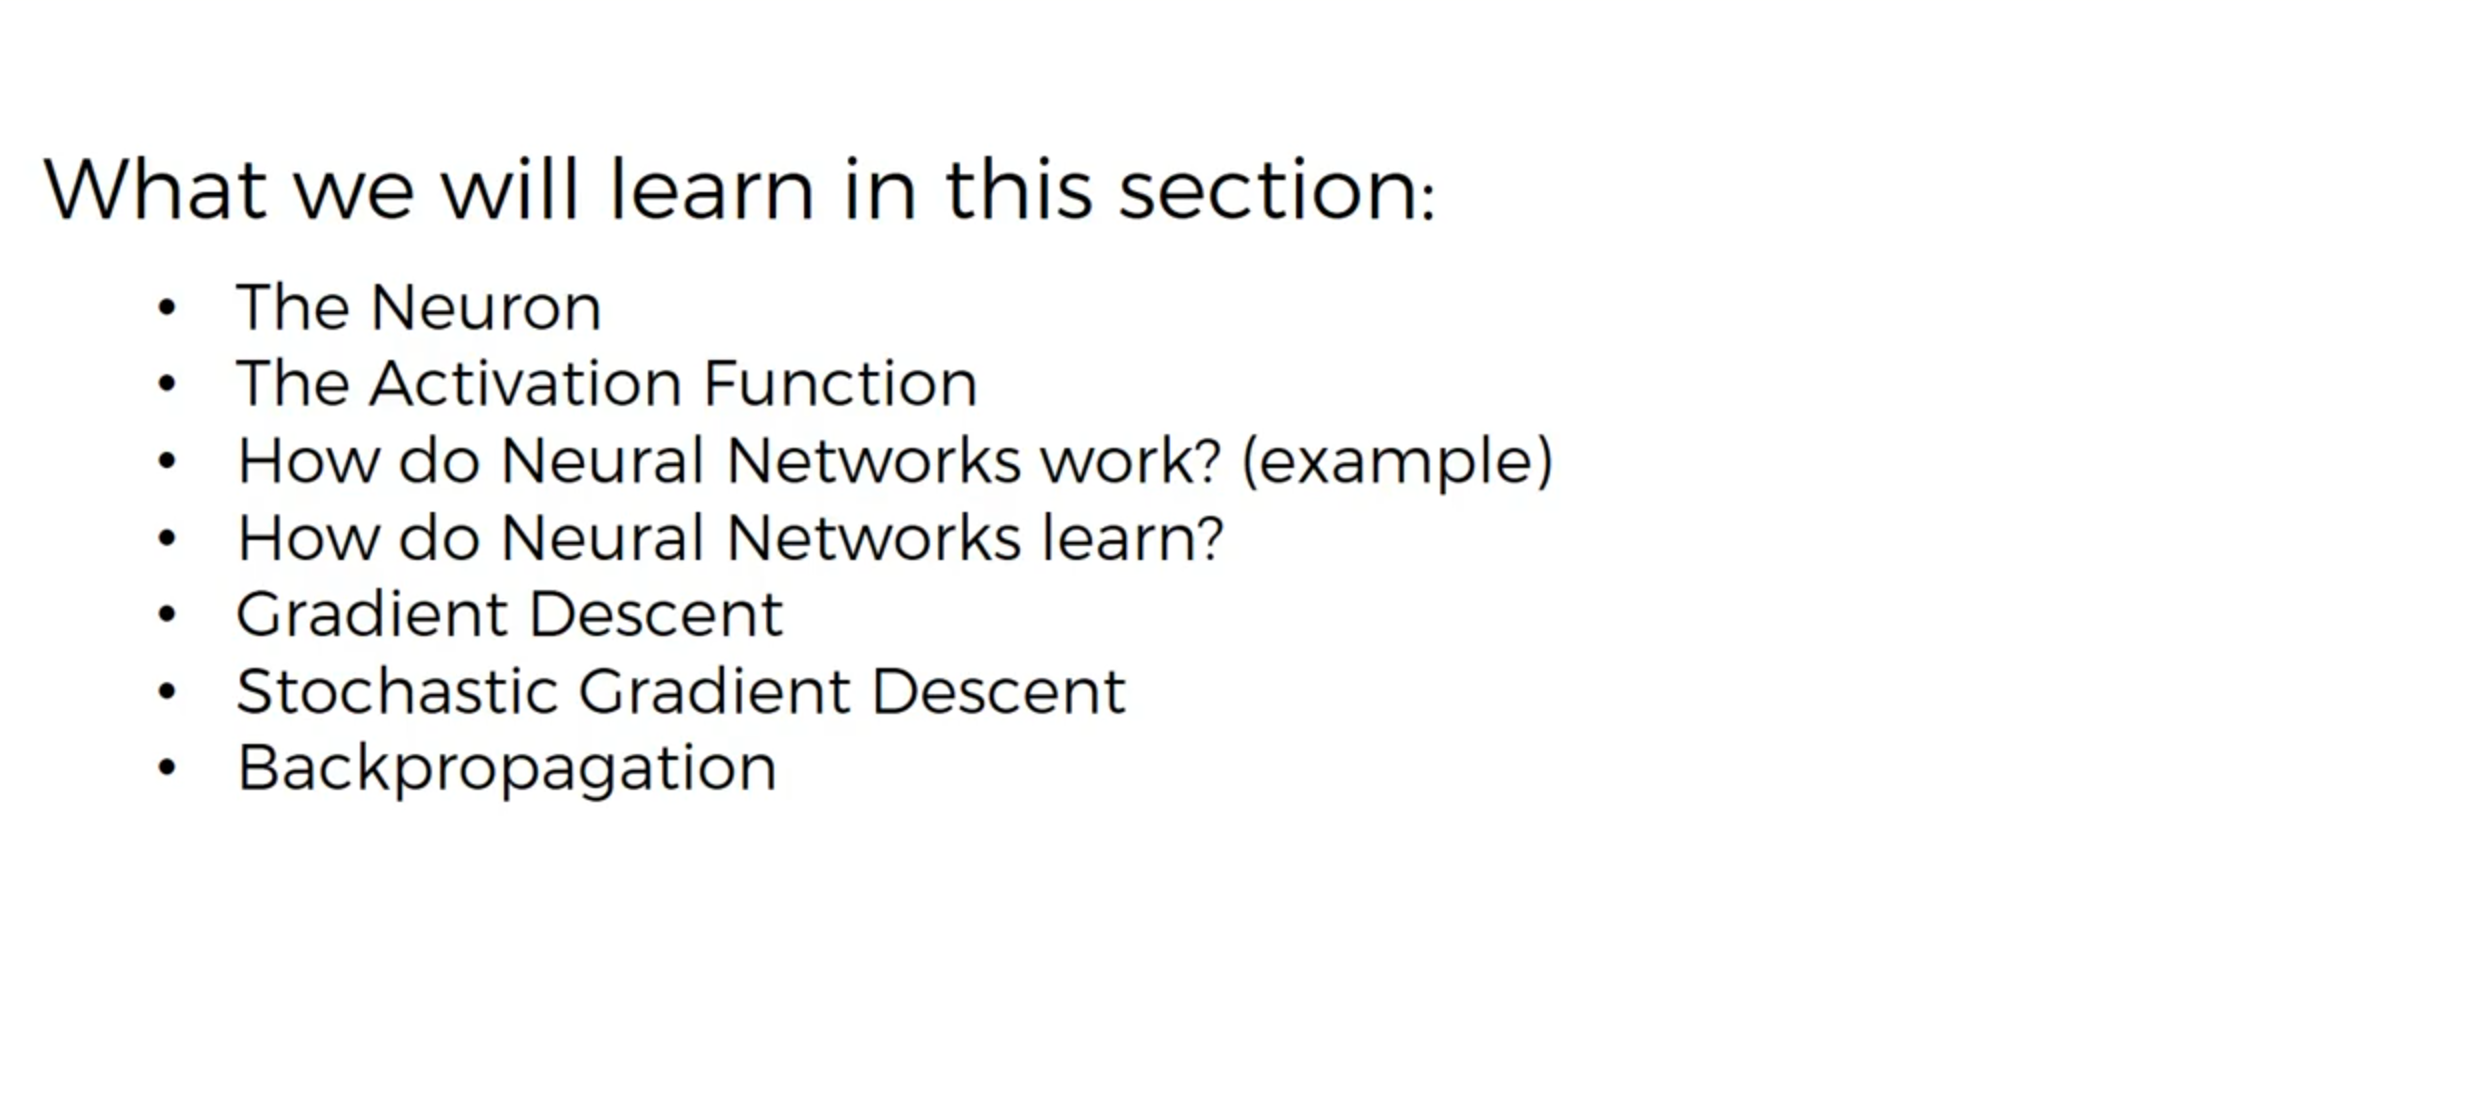 What we will learn in this section:
• The Neuron
• The Activation Function
• How do Neural Networks work? (example)
• How do Neural Networks learn?
• Gradient Descent
• Stochastic Gradient Descent
• Backpropagation